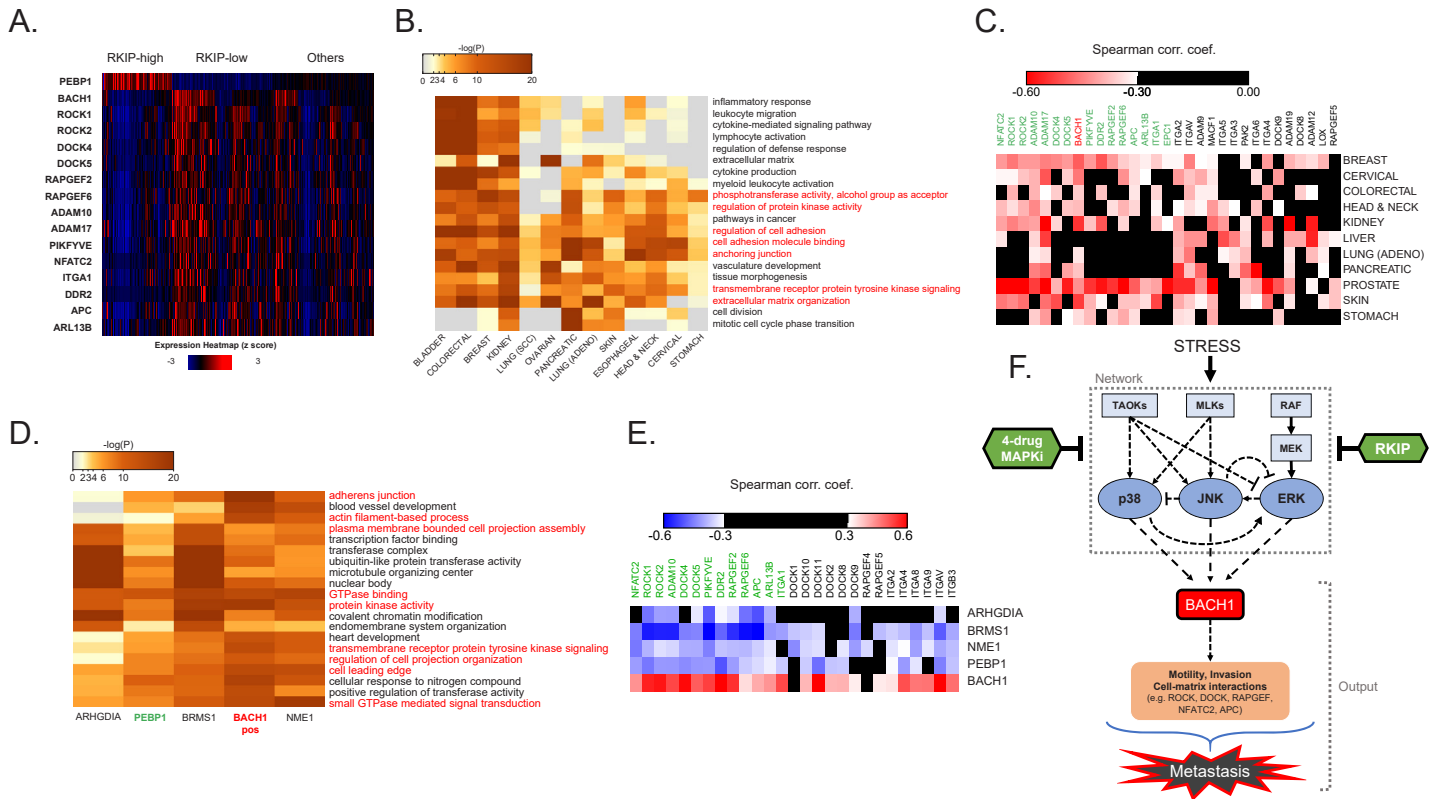 A.
RKIP-high RKIP-low Others
PEBP1
BACH1
ROCK1
ROCK2
DOCK4
DOCK5
RAPGEF2
RAPGEF6
ADAM10
ADAM17
PIKFYVE
NFATC2
ITGA1
DDR2
APC
ARL13B
Expression Heatmap (z score)
-3 3
B.
-log(P)
0 2 3 4 6 10 20
inflammatory response
leukocyte migration
cytokine-mediated signaling pathway
lymphocyte activation
regulation of defense response
extracellular matrix
cytokine production
myeloid leukocyte activation
phosphotransferase activity, alcohol group as acceptor
regulation of protein kinase activity
pathways in cancer
regulation of cell adhesion
cell adhesion molecule binding
anchoring junction
vasculature development
tissue morphogenesis
transmembrane receptor protein tyrosine kinase signaling
extracellular matrix organization
cell division
mitotic cell cycle phase transition
BLADDER
COLORECTAL
BREAST
KIDNEY
LUNG (SCC)
OVARIAN
PANCREATIC
LUNG (ADENO)
SKIN
ESOPHAGEAL
HEAD & NECK
CERVICAL
STOMACH
C.
Spearman corr. coef.
-0.60 -0.30 0.00
NFATC2
ROCK1
ROCK2
ADAM10
ADAM17
DOCK4
DOCK5
BACH1
PIKFYVE
DDR2
RAPGEF2
RAPGEF6
APC
ARL13B
ITGA1
EPC1
ITGA2
ITGAV
ADAM9
MACF1
ITGA5
ITGA3
PAK2
ITGA6
ITGA4
DOCK9
ADAM19
DOCK8
ADAM12
LOX
RAPGEF5
BREAST
CERVICAL
COLORECTAL
HEAD & NECK
KIDNEY
LIVER
LUNG (ADENO)
PANCREATIC
PROSTATE
SKIN
STOMACH
D.
-log(P)
0 2 3 4 6 10 20
adherens junction
blood vessel development
actin filament-based process
plasma membrane bounded cell projection assembly
transcription factor binding
transferase complex
ubiquitin-like protein transferase activity
microtubule organizing center
nuclear body
GTPase binding
protein kinase activity
covalent chromatin modification
endomembrane system organization
heart development
transmembrane receptor protein tyrosine kinase signaling
regulation of cell projection organization
cell leading edge
cellular response to nitrogen compound
positive regulation of transferase activity
small GTPase mediated signal transduction
ARHGDIA PEBP1 BRMS1 BACH1 NME1
pos
E.
Spearman corr. coef.
-0.6 -0.3 0.3 0.6
NFATC2
ROCK1
ROCK2
ADAM10
DOCK4
DOCK5
PIKFYVE
DDR2
RAPGEF2
RAPGEF6
APC
ARL13B
ITGA1
DOCK1
DOCK10
DOCK11
DOCK2
DOCK8
DOCK9
RAPGEF4
RAPGEF5
ITGA2
ITGA4
ITGA8
ITGA9
ITGAV
ITGB3
ARHGDIA
BRMS1
NME1
PEBP1
BACH1
F.
STRESS
Network
TAOKs MLKs RAF
4-drug
MAPKi
MEK
RKIP
p38 JNK ERK
BACH1
Motility, Invasion
Cell-matrix interactions
(e.g. ROCK, DOCK, RAPGEF,
NFATC2, APC)
Output
Metastasis